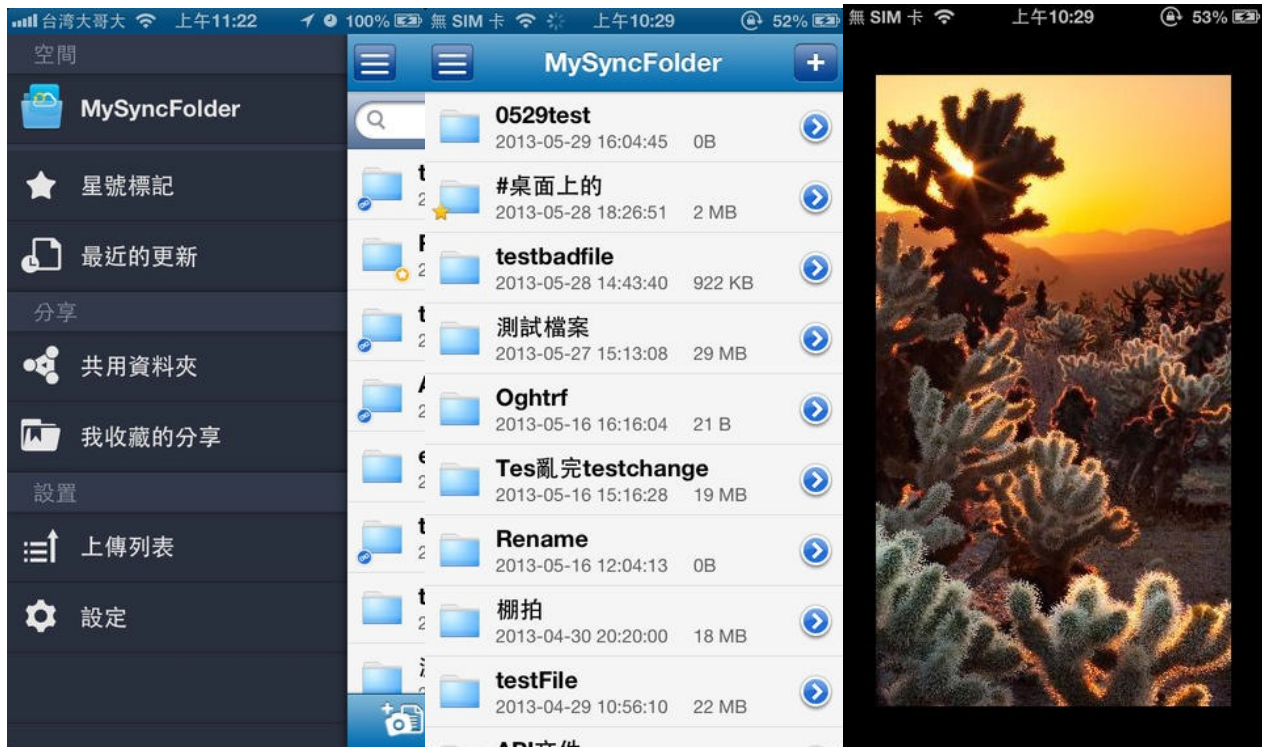 台湾大哥大 上午11:22 100%
空間
MySyncFolder
星號標記
最近的更新
分享
共用資料夾
我收藏的分享
設置
上傳列表
設定
無 SIM 卡 上午10:29 52%
MySyncFolder
0529test
2013-05-29 16:04:45 0B
#桌面上的
2013-05-28 18:26:51 2 MB
testbadfile
2013-05-28 14:43:40 922 KB
測試檔案
2013-05-27 15:13:08 29 MB
Oghtrf
2013-05-16 16:16:04 21 B
Tes亂完testchange
2013-05-16 15:16:28 19 MB
Rename
2013-05-16 12:04:13 0B
棚拍
2013-04-30 20:20:00 18 MB
testFile
2013-04-29 10:56:10 22 MB
API文件
無 SIM 卡 上午10:29 53%